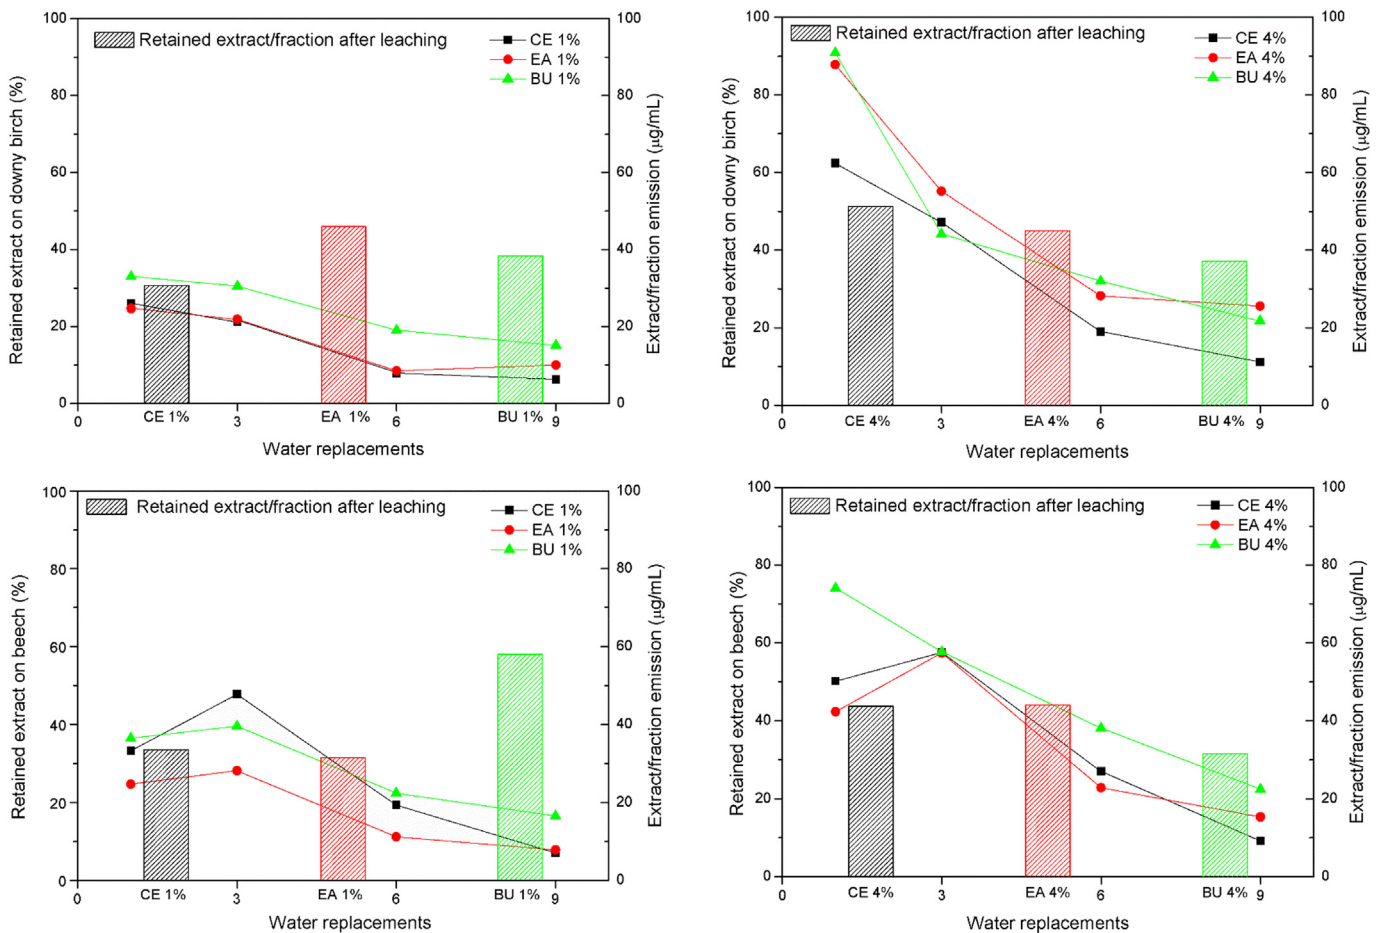 Retained extract on downy birch (%)
100
80
60
40
20
0
Retained extract/fraction after leaching
CE 1%
EA 1%
BU 1%
100
80
60
40
20
0
Extract/fraction emission (µg/mL)
0 CE 1% 3 EA 1% 6 BU 1% 9
Water replacements
Retained extract on downy birch (%)
100
80
60
40
20
0
Retained extract/fraction after leaching
CE 4%
EA 4%
BU 4%
100
80
60
40
20
0
Extract/fraction emission (µg/mL)
0 CE 4% 3 EA 4% 6 BU 4% 9
Water replacements
Retained extract on beech (%)
100
80
60
40
20
0
Retained extract/fraction after leaching
CE 1%
EA 1%
BU 1%
100
80
60
40
20
0
Extract/fraction emission (µg/mL)
0 CE 1% 3 EA 1% 6 BU 1% 9
Water replacements
Retained extract on beech (%)
100
80
60
40
20
0
Retained extract/fraction after leaching
CE 4%
EA 4%
BU 4%
100
80
60
40
20
0
Extract/fraction emission (µg/mL)
0 CE 4% 3 EA 4% 6 BU 4% 9
Water replacements